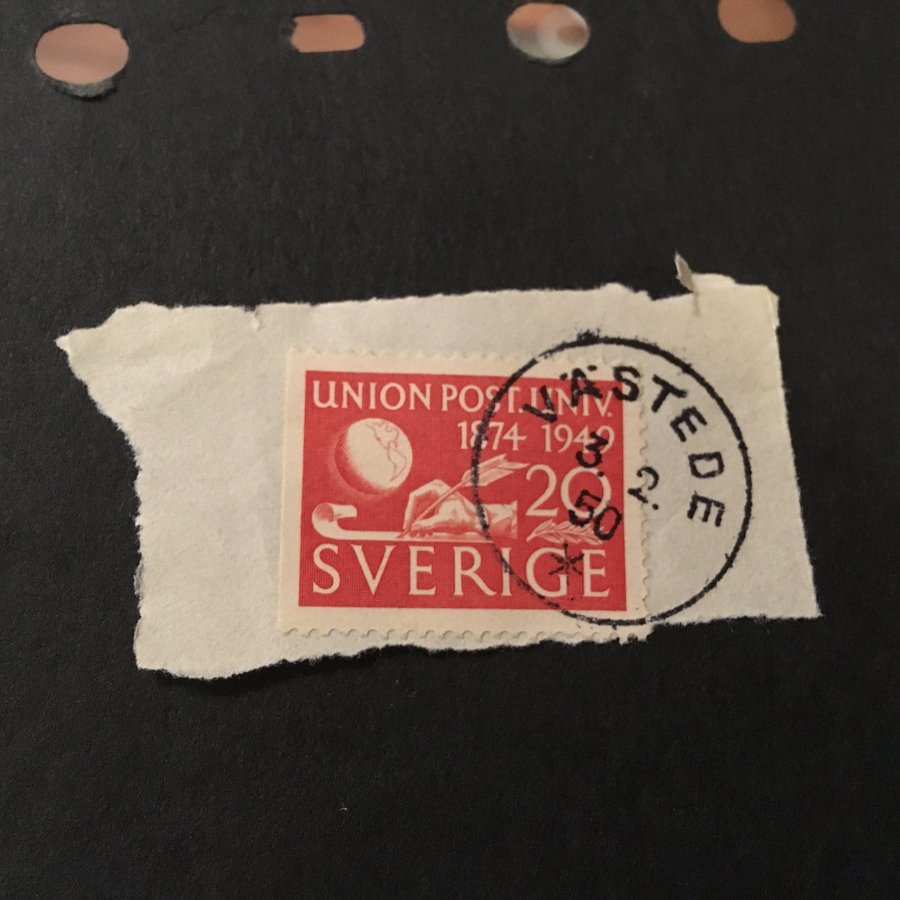 UNION POST. UNIV.
1874 1949
20
SVERIGE
VÄSTEDE
3. 2.
50
*